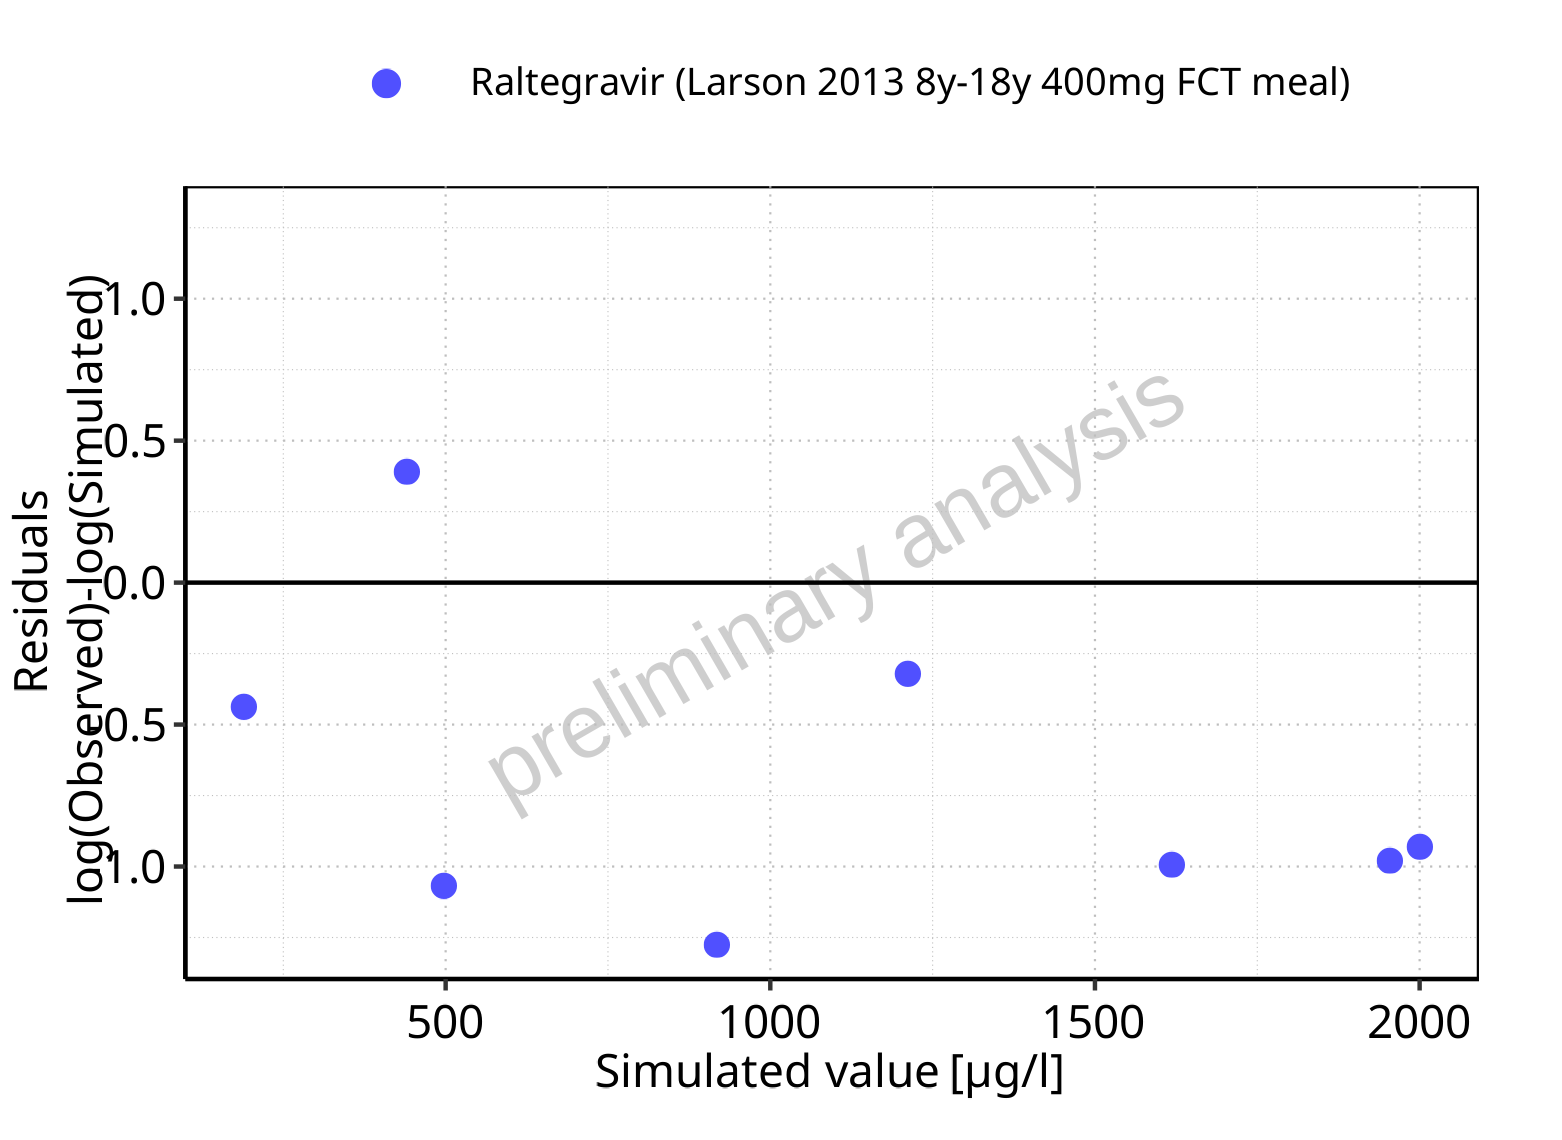 Raltegravir (Larson 2013 8y-18y 400mg FCT meal)
Residuals
log(Observed)-log(Simulated)
1.0
0.5
0.0
0.5
1.0
preliminary analysis
500 1000 1500 2000
Simulated value [µg/l]